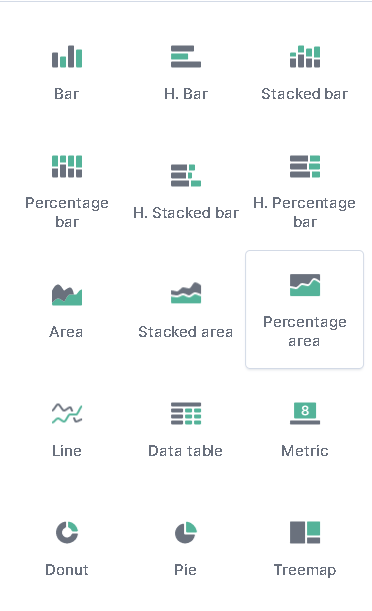 Bar
H. Bar
Stacked bar
Percentage
bar
H. Stacked bar
H. Percentage
bar
Area
Stacked area
Percentage
area
Line
Data table
8
Metric
Donut
Pie
Treemap